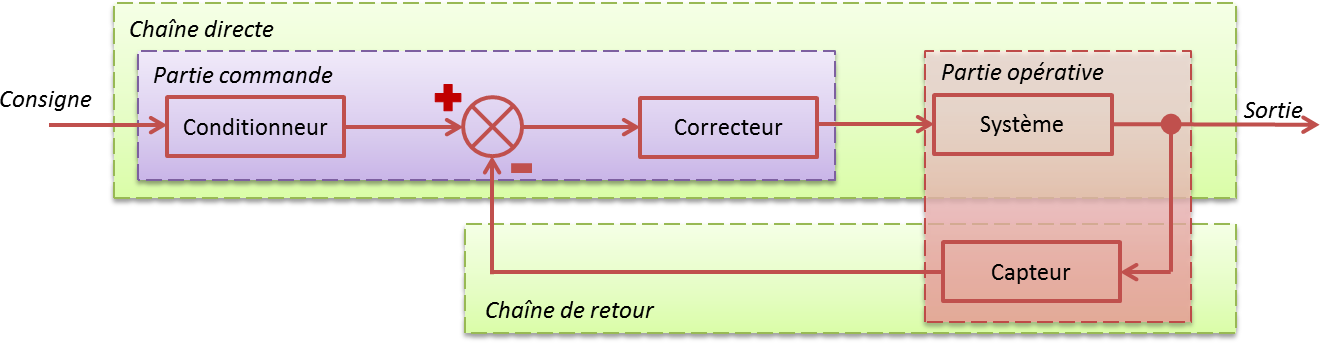 Chaîne directe
Partie commande
Partie opérative
Consigne
Conditionneur
+
Correcteur
Système
Sortie
-
Capteur
Chaîne de retour